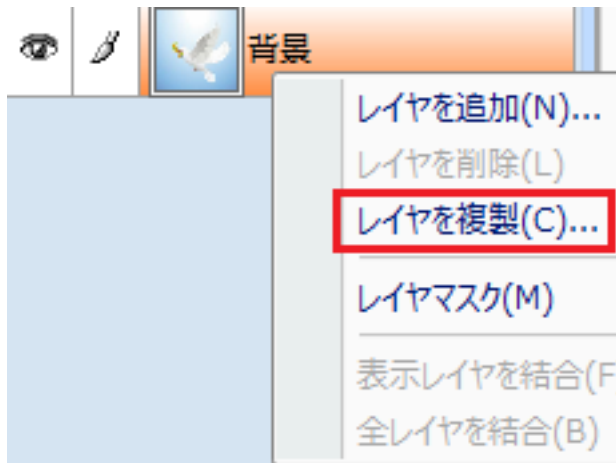 背景
レイヤを追加(N)...
レイヤを削除(L)
レイヤを複製(C)...
レイヤマスク(M)
表示レイヤを結合(F
全レイヤを結合(B)